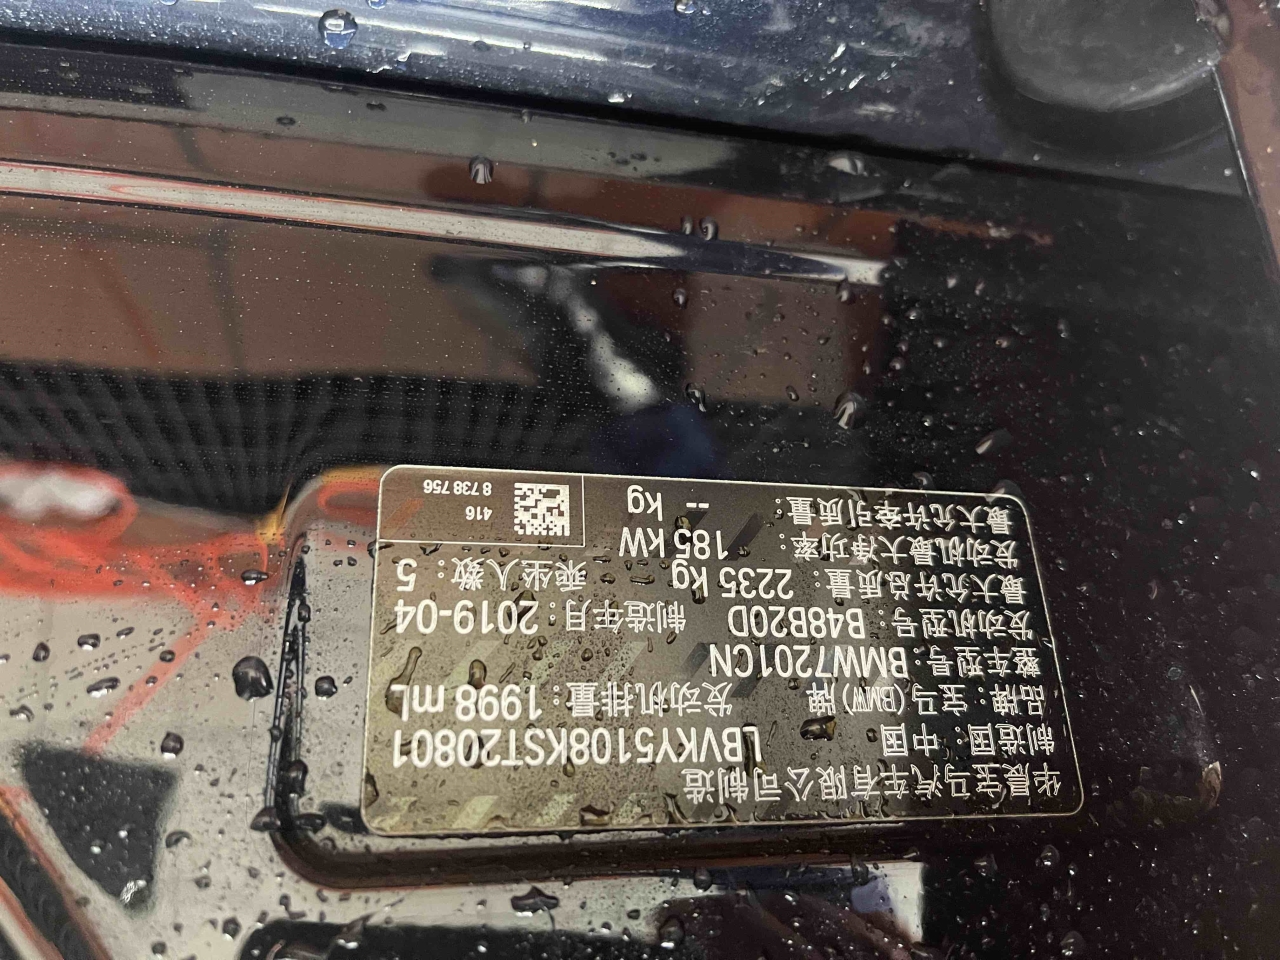 华晨宝马汽车有限公司制造
制造国：中国 LBVKY5108KST20801
品牌：宝马(BMW)牌 发动机排量：1998 mL
整车型号：BMW7201CN
发动机型号：B48B20D 制造年月：2019-04
最大允许总质量：2235 kg 乘坐人数：5
发动机最大净功率：185 kW
最大允许牵引质量：-- kg
416
8 738 756